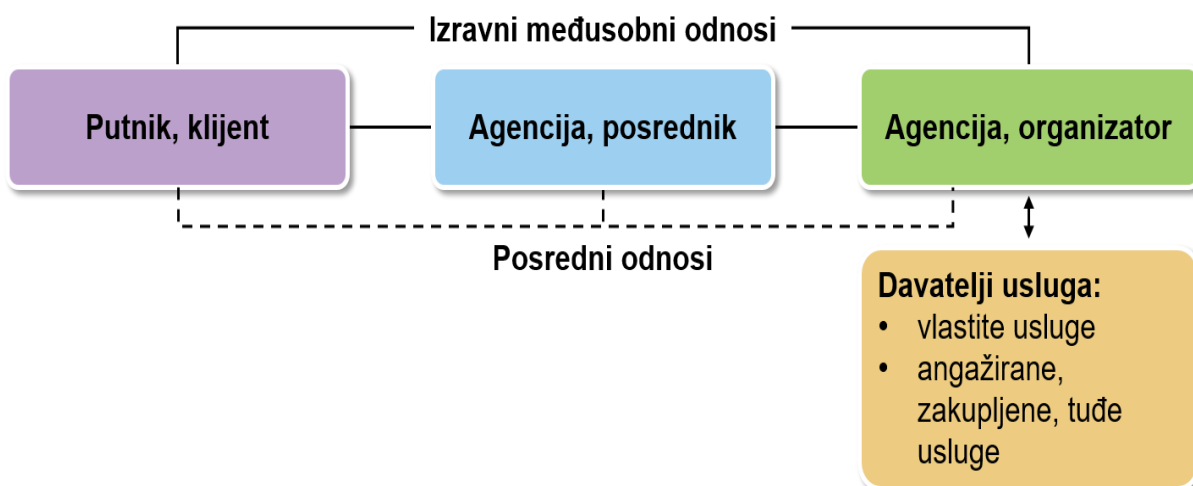 Izravni međusobni odnosi
Putnik, klijent
Agencija, posrednik
Agencija, organizator
Posredni odnosi
Davatelji usluga:
• vlastite usluge
• angažirane,
zakupljene, tuđe
usluge